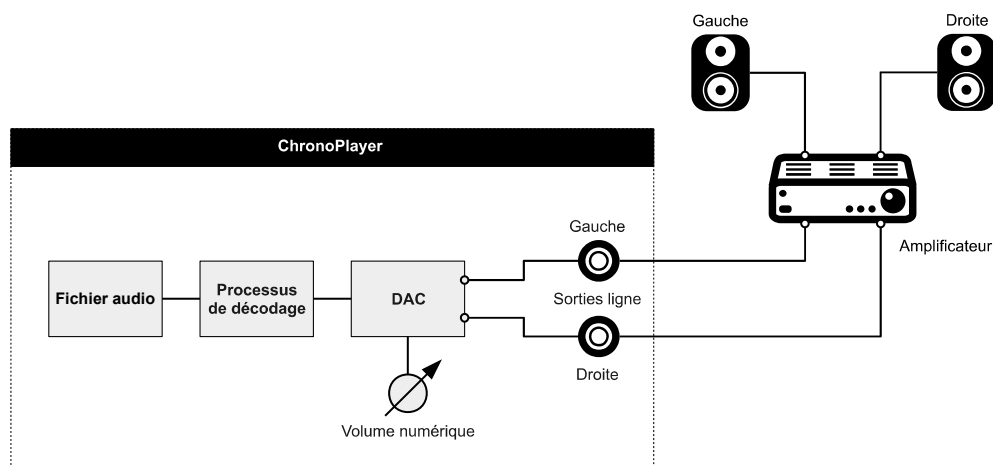 Gauche
Droite
ChronoPlayer
Amplificateur
Gauche
Fichier audio
Processus
de décodage
DAC
Sorties ligne
Droite
Volume numérique